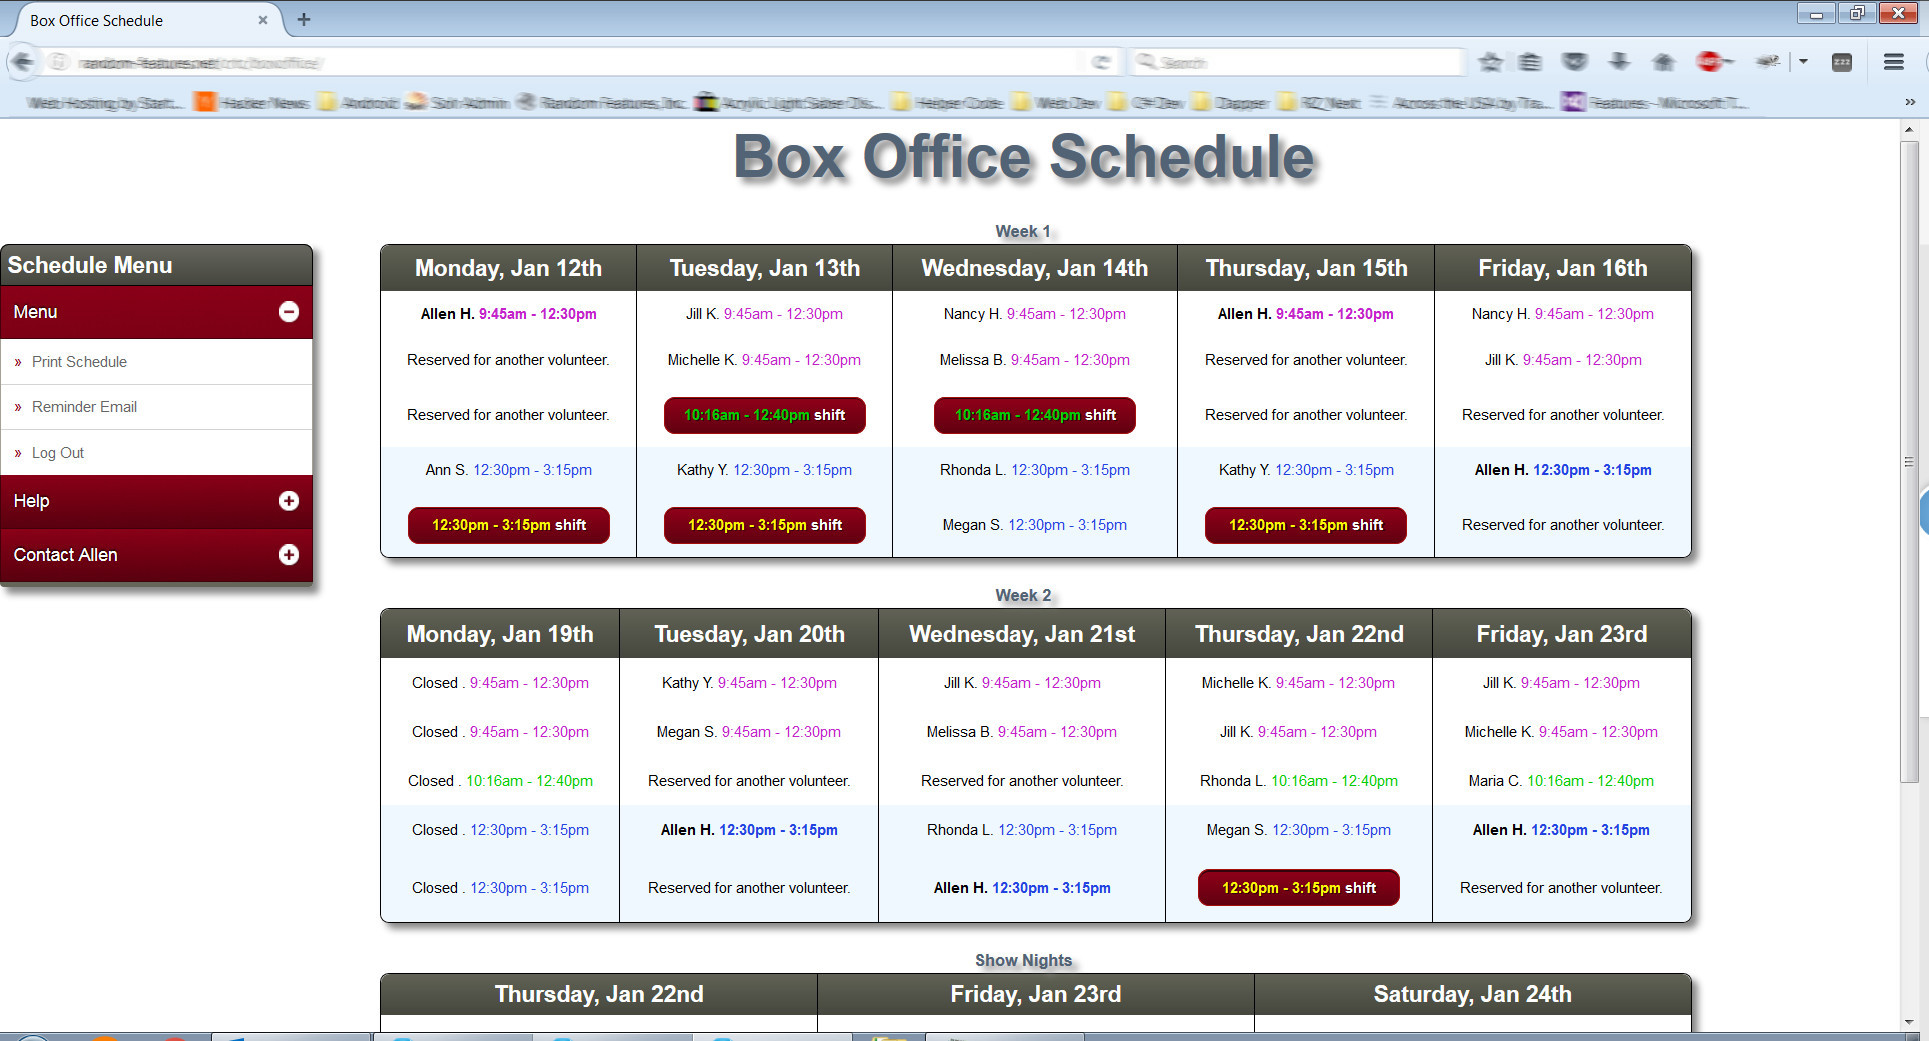 Box Office Schedule
Search
Hacker News Android Random Features, Inc. Helper Code Web Dev C# Dev Dapper
Box Office Schedule
Schedule Menu
Menu
» Print Schedule
» Reminder Email
» Log Out
Help
Contact Allen
Week 1
Monday, Jan 12th Tuesday, Jan 13th Wednesday, Jan 14th Thursday, Jan 15th Friday, Jan 16th
Allen H. 9:45am - 12:30pm Jill K. 9:45am - 12:30pm Nancy H. 9:45am - 12:30pm Allen H. 9:45am - 12:30pm Nancy H. 9:45am - 12:30pm
Reserved for another volunteer. Michelle K. 9:45am - 12:30pm Melissa B. 9:45am - 12:30pm Reserved for another volunteer. Jill K. 9:45am - 12:30pm
Reserved for another volunteer. 10:16am - 12:40pm shift 10:16am - 12:40pm shift Reserved for another volunteer. Reserved for another volunteer.
Ann S. 12:30pm - 3:15pm Kathy Y. 12:30pm - 3:15pm Rhonda L. 12:30pm - 3:15pm Kathy Y. 12:30pm - 3:15pm Allen H. 12:30pm - 3:15pm
12:30pm - 3:15pm shift 12:30pm - 3:15pm shift Megan S. 12:30pm - 3:15pm 12:30pm - 3:15pm shift Reserved for another volunteer.
Week 2
Monday, Jan 19th Tuesday, Jan 20th Wednesday, Jan 21st Thursday, Jan 22nd Friday, Jan 23rd
Closed . 9:45am - 12:30pm Kathy Y. 9:45am - 12:30pm Jill K. 9:45am - 12:30pm Michelle K. 9:45am - 12:30pm Jill K. 9:45am - 12:30pm
Closed . 9:45am - 12:30pm Megan S. 9:45am - 12:30pm Melissa B. 9:45am - 12:30pm Jill K. 9:45am - 12:30pm Michelle K. 9:45am - 12:30pm
Closed . 10:16am - 12:40pm Reserved for another volunteer. Reserved for another volunteer. Rhonda L. 10:16am - 12:40pm Maria C. 10:16am - 12:40pm
Closed . 12:30pm - 3:15pm Allen H. 12:30pm - 3:15pm Rhonda L. 12:30pm - 3:15pm Megan S. 12:30pm - 3:15pm Allen H. 12:30pm - 3:15pm
Closed . 12:30pm - 3:15pm Reserved for another volunteer. Allen H. 12:30pm - 3:15pm 12:30pm - 3:15pm shift Reserved for another volunteer.
Show Nights
Thursday, Jan 22nd Friday, Jan 23rd Saturday, Jan 24th